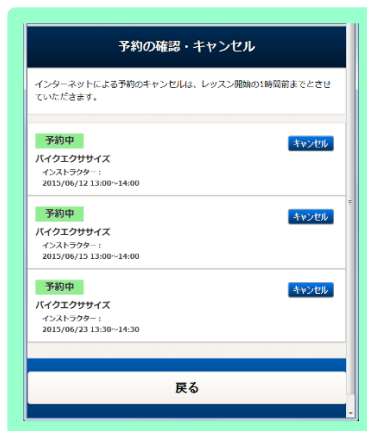 予約の確認・キャンセル
インターネットによる予約のキャンセルは、レッスン開始の1時間前までとさせ
ていただきます。
予約中
キャンセル
バイクエクササイズ
インストラクター：
2015/06/12 13:00~14:00
予約中
キャンセル
バイクエクササイズ
インストラクター：
2015/06/15 13:00~14:00
予約中
キャンセル
バイクエクササイズ
インストラクター：
2015/06/23 13:30~14:30
戻る